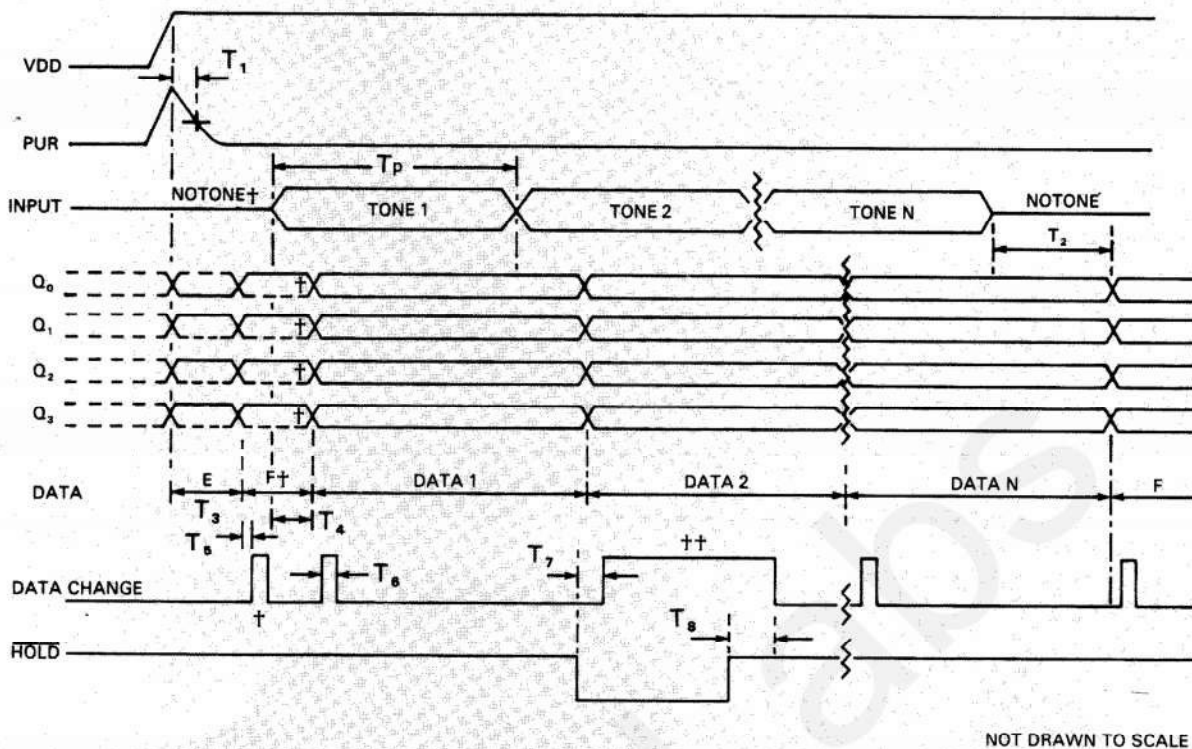 VDD
T₁
PUR
Tₚ
INPUT NOTONE† TONE 1 TONE 2 TONE N NOTONE
T₂
Q₀ †
Q₁ †
Q₂ †
Q₃ †
DATA E F† DATA 1 DATA 2 DATA N F
T₃ T₄
T₅
††
T₇
DATA CHANGE T₆
†
T₈
HOLD
NOT DRAWN TO SCALE
abs